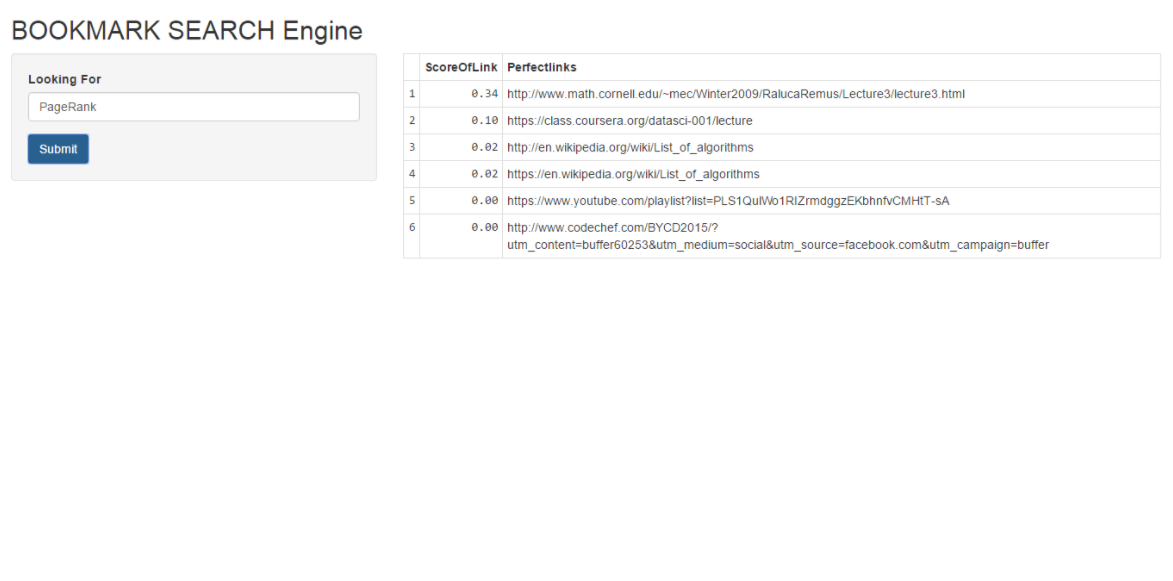 BOOKMARK SEARCH Engine
Looking For
PageRank
Submit
ScoreOfLink Perfectlinks
1 0.34 http://www.math.cornell.edu/~mec/Winter2009/RalucaRemus/Lecture3/lecture3.html
2 0.10 https://class.coursera.org/datasci-001/lecture
3 0.02 http://en.wikipedia.org/wiki/List_of_algorithms
4 0.02 https://en.wikipedia.org/wiki/List_of_algorithms
5 0.00 https://www.youtube.com/playlist?list=PLS1QulWo1RIZrmdggzEKbhnfvCMHtT-sA
6 0.00 http://www.codechef.com/BYCD2015/?
utm_content=buffer60253&utm_medium=social&utm_source=facebook.com&utm_campaign=buffer